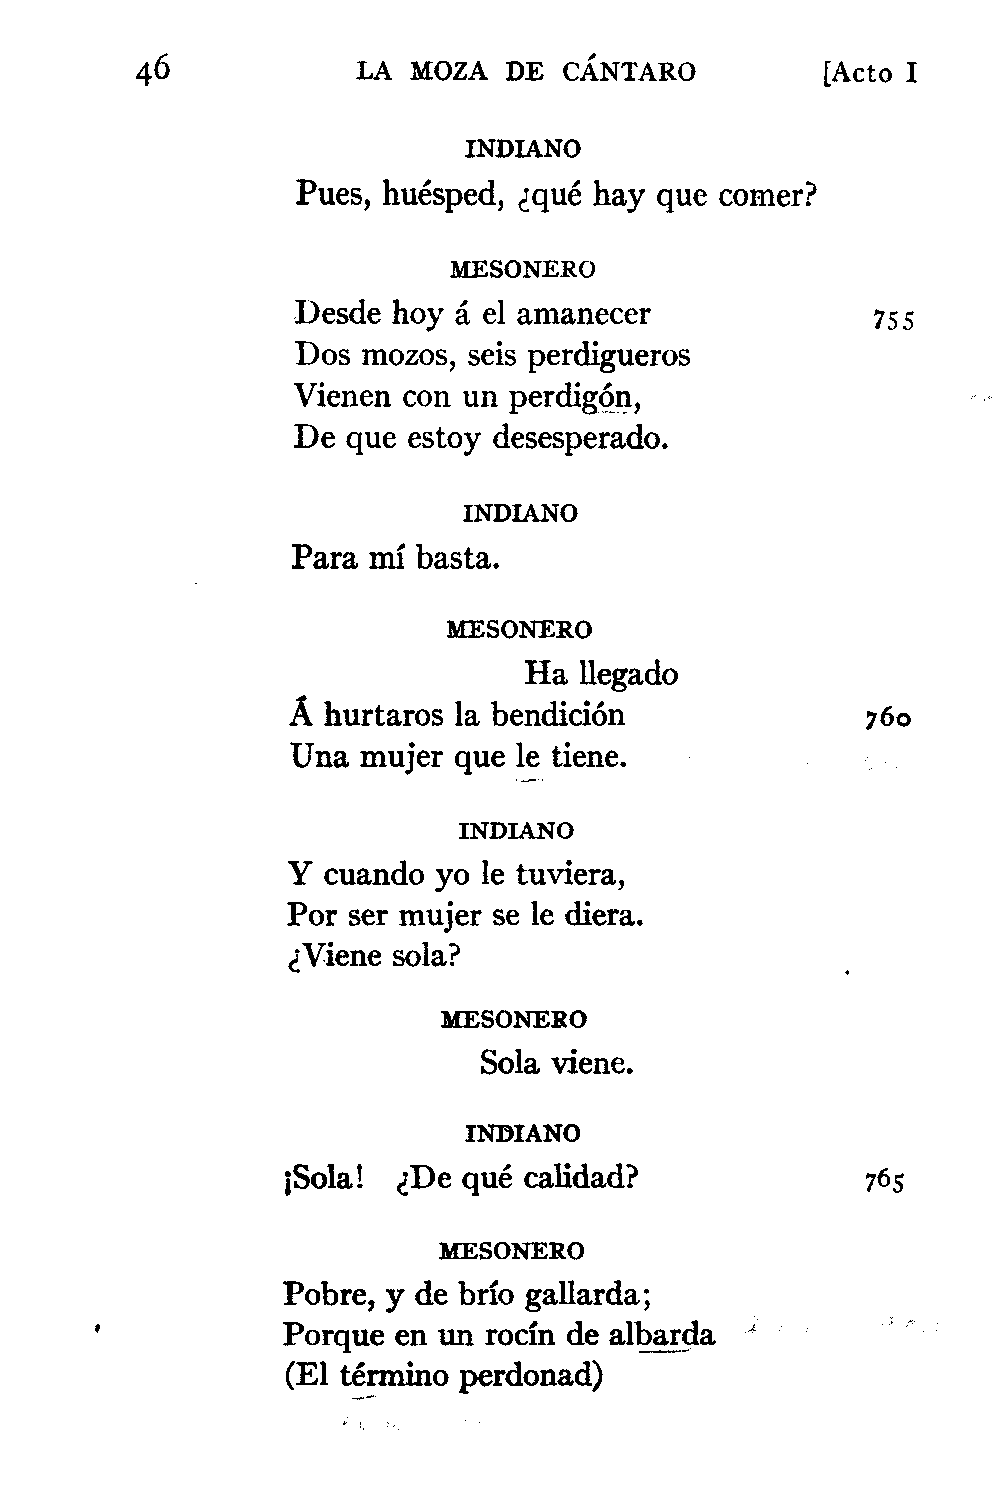 46 LA MOZA DE CÁNTARO [Acto I
INDIANO
Pues, huésped, ¿qué hay que comer?
MESONERO
Desde hoy á el amanecer 755
Dos mozos, seis perdigueros
Vienen con un perdigón,
De que estoy desesperado.
INDIANO
Para mí basta.
MESONERO
Ha llegado
Á hurtaros la bendición 760
Una mujer que le tiene.
INDIANO
Y cuando yo le tuviera,
Por ser mujer se le diera.
¿Viene sola?
MESONERO
Sola viene.
INDIANO
¡Sola! ¿De qué calidad? 765
MESONERO
Pobre, y de brío gallarda;
Porque en un rocín de albarda
(El término perdonad)